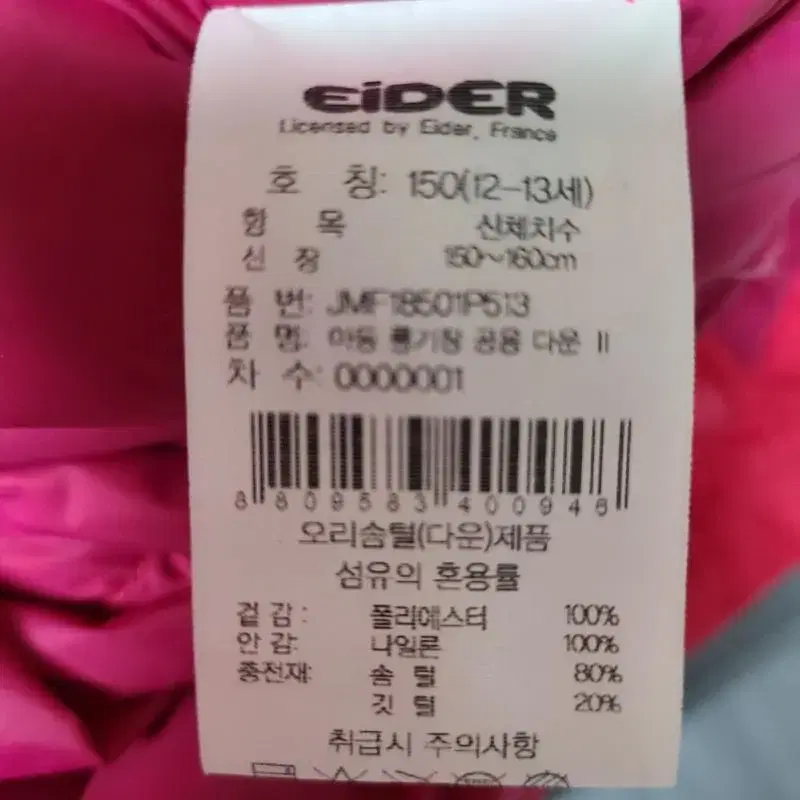 EiDER
Licensed by Eider, France
호 칭: 150(12-13세)
항 목 신체치수
신 장 150~160cm
품 번: JMF18501P513
품 명: 아동 롱기장 공용 다운 II
차 수: 0000001
8 809583 400946
오리솜털(다운)제품
섬유의 혼용률
겉 감: 폴리에스터 100%
안 감: 나일론 100%
충전재: 솜 털 80%
깃 털 20%
취급시 주의사항